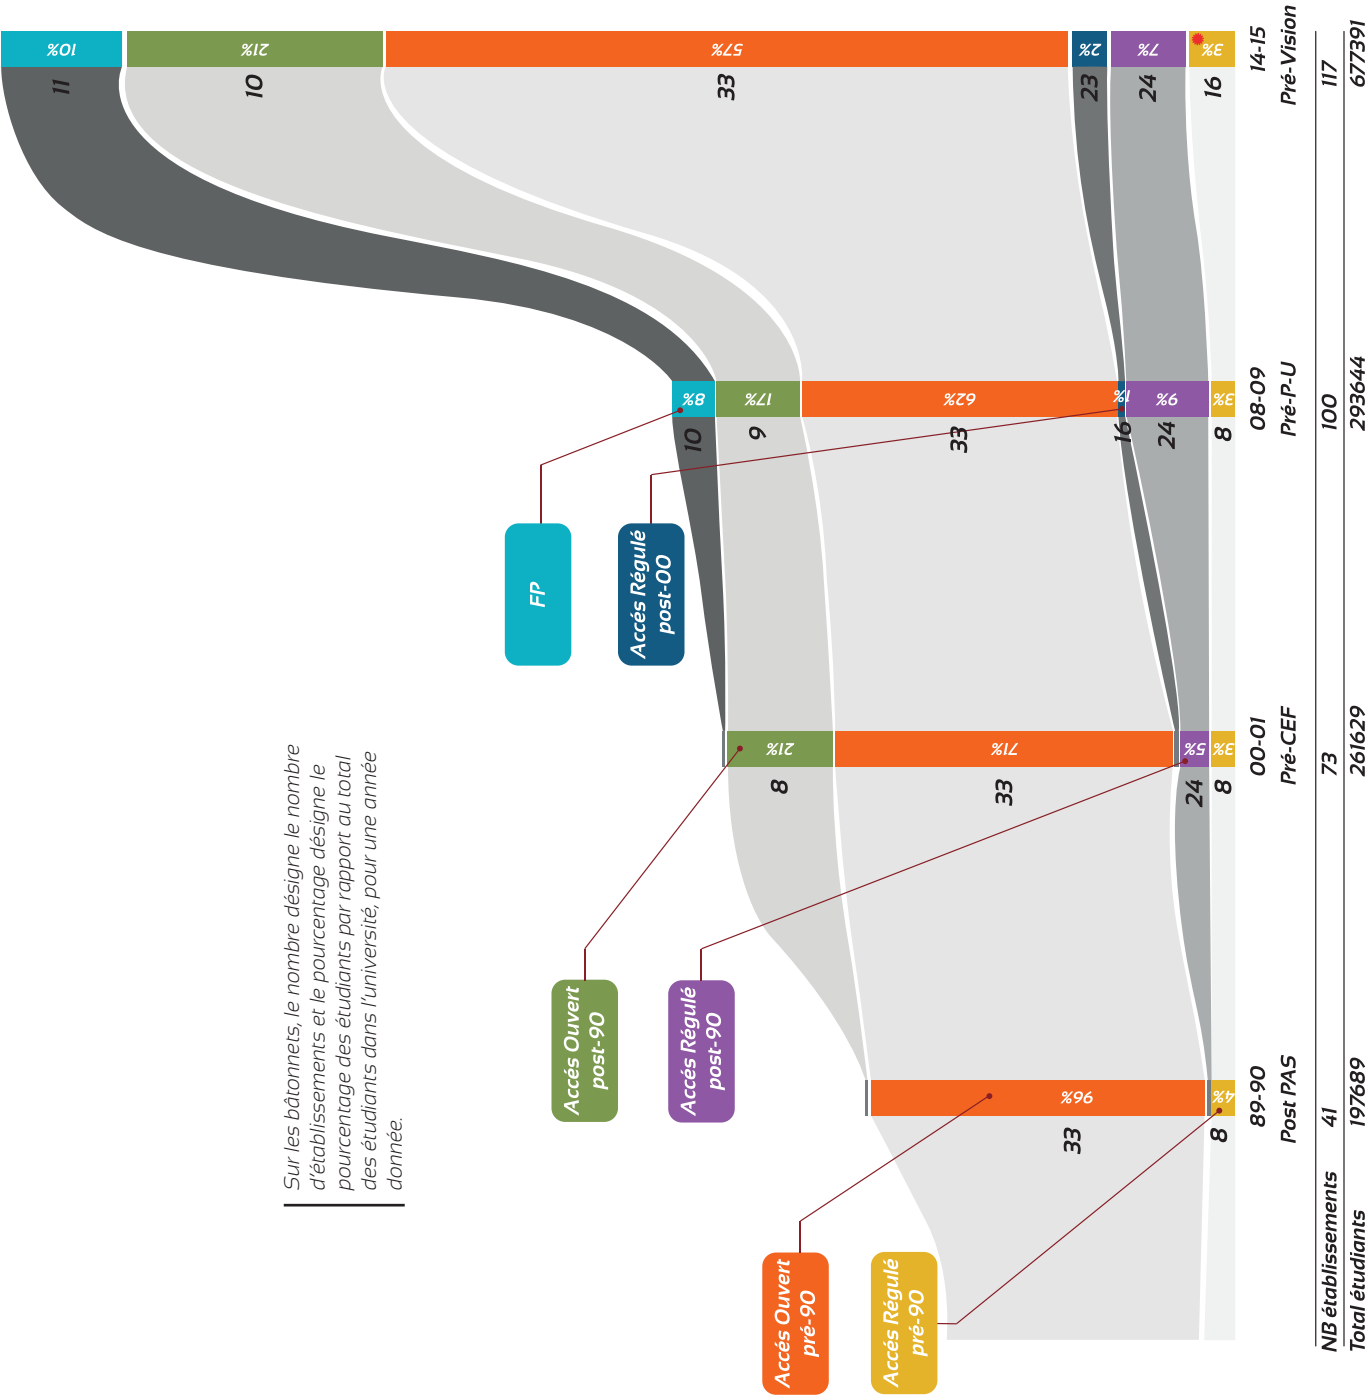 Sur les bâtonnets, le nombre désigne le nombre
d'établissements et le pourcentage désigne le
pourcentage des étudiants par rapport au total
des étudiants dans l'université, pour une année
donnée.
FP
Accés Régulé
post-00
Accés Ouvert
post-90
Accés Régulé
post-90
Accés Ouvert
pré-90
Accés Régulé
pré-90
96%
33
4%
8
21%
8
71%
33
5%
24
3%
8
8%
10
17%
9
62%
33
1%
16
9%
24
3%
8
10%
11
21%
10
57%
33
2%
23
7%
24
3%
16
89-90 00-01 08-09 14-15
Post PAS Pré-CEF Pré-P-U Pré-Vision
NB établissements 41 73 100 117
Total étudiants 197689 261629 293644 677391